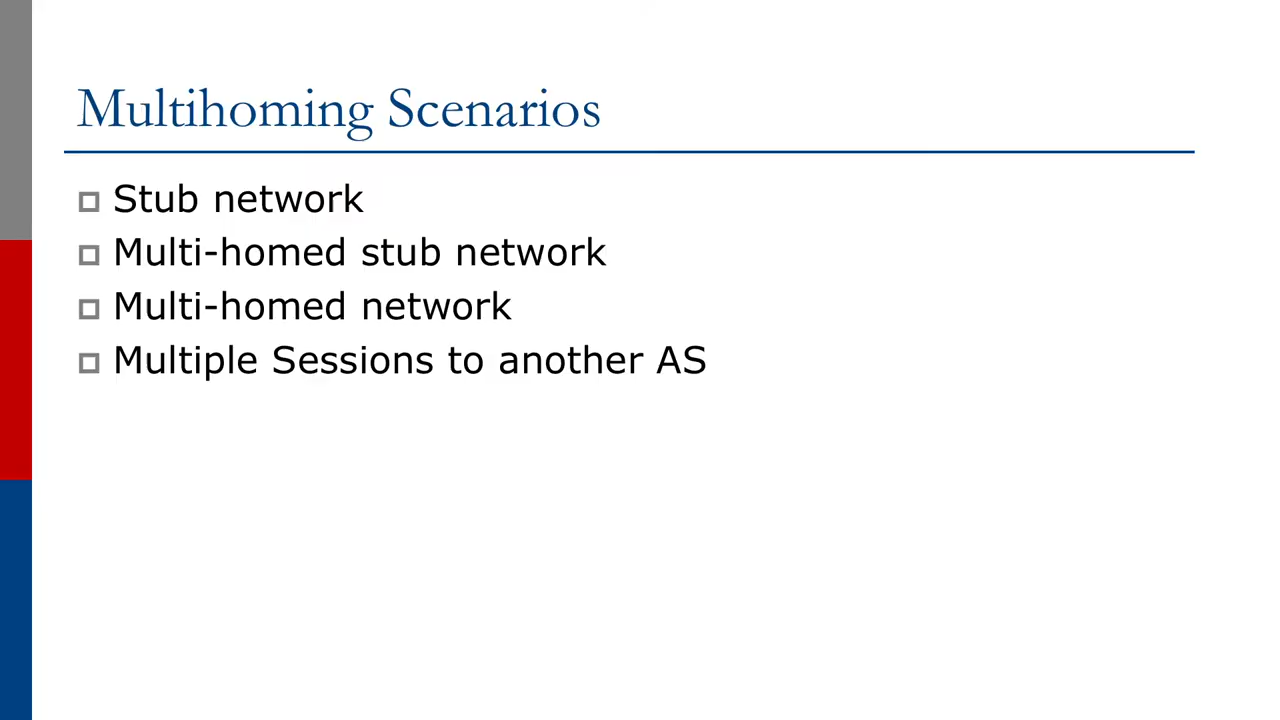 Multihoming Scenarios
Stub network
Multi-homed stub network
Multi-homed network
Multiple Sessions to another AS